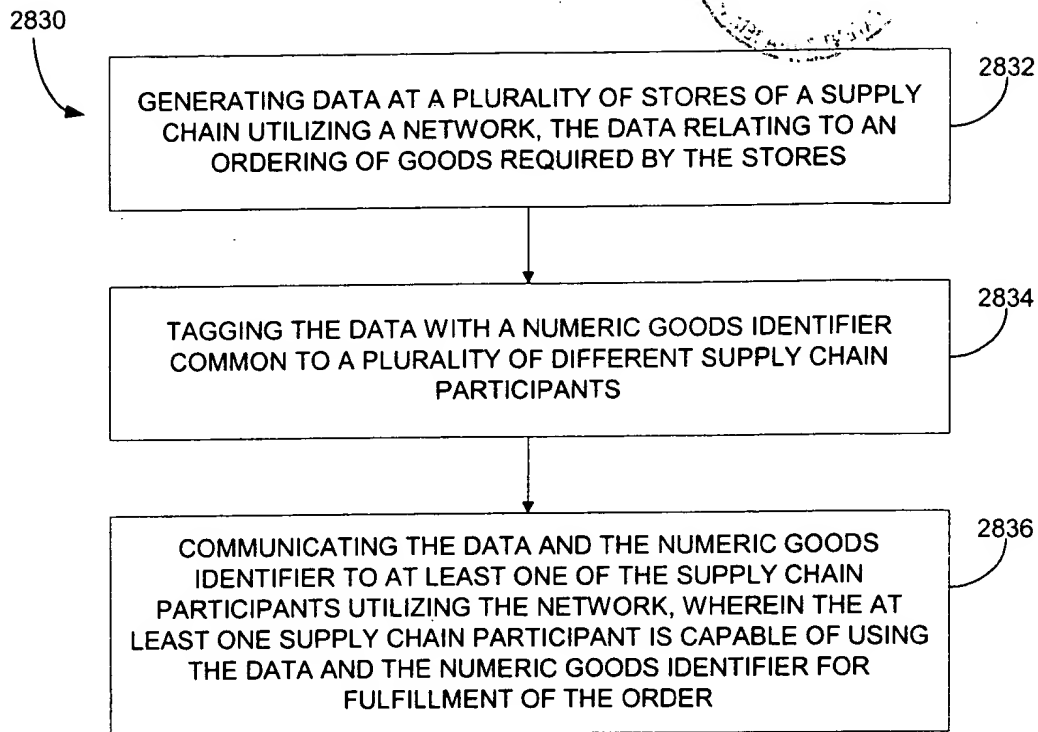 2830
2832
GENERATING DATA AT A PLURALITY OF STORES OF A SUPPLY
CHAIN UTILIZING A NETWORK, THE DATA RELATING TO AN
ORDERING OF GOODS REQUIRED BY THE STORES
2834
TAGGING THE DATA WITH A NUMERIC GOODS IDENTIFIER
COMMON TO A PLURALITY OF DIFFERENT SUPPLY CHAIN
PARTICIPANTS
2836
COMMUNICATING THE DATA AND THE NUMERIC GOODS
IDENTIFIER TO AT LEAST ONE OF THE SUPPLY CHAIN
PARTICIPANTS UTILIZING THE NETWORK, WHEREIN THE AT
LEAST ONE SUPPLY CHAIN PARTICIPANT IS CAPABLE OF USING
THE DATA AND THE NUMERIC GOODS IDENTIFIER FOR
FULFILLMENT OF THE ORDER